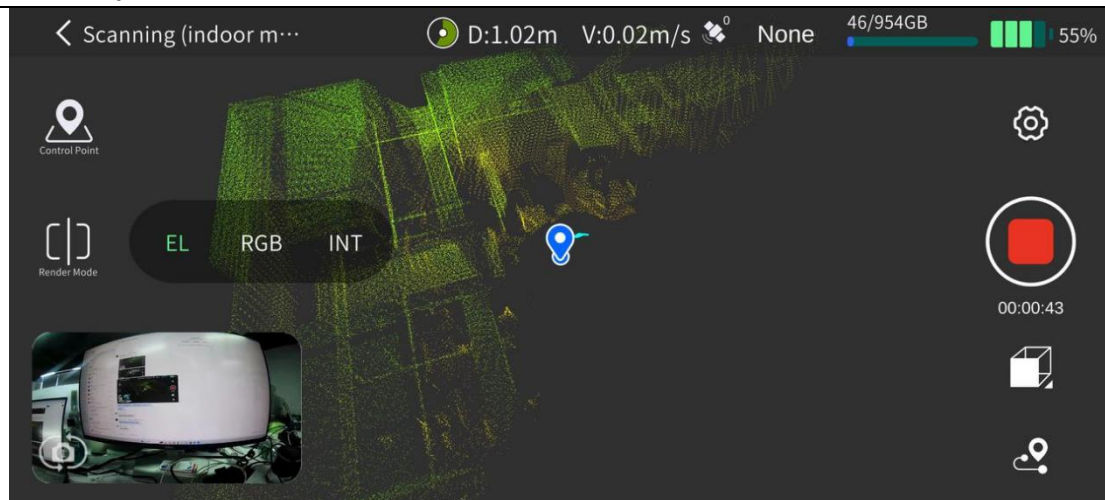 Scanning (indoor m···
D:1.02m
V:0.02m/s
0
None
46/954GB
55%
Control Point
EL
RGB
INT
Render Mode
00:00:43